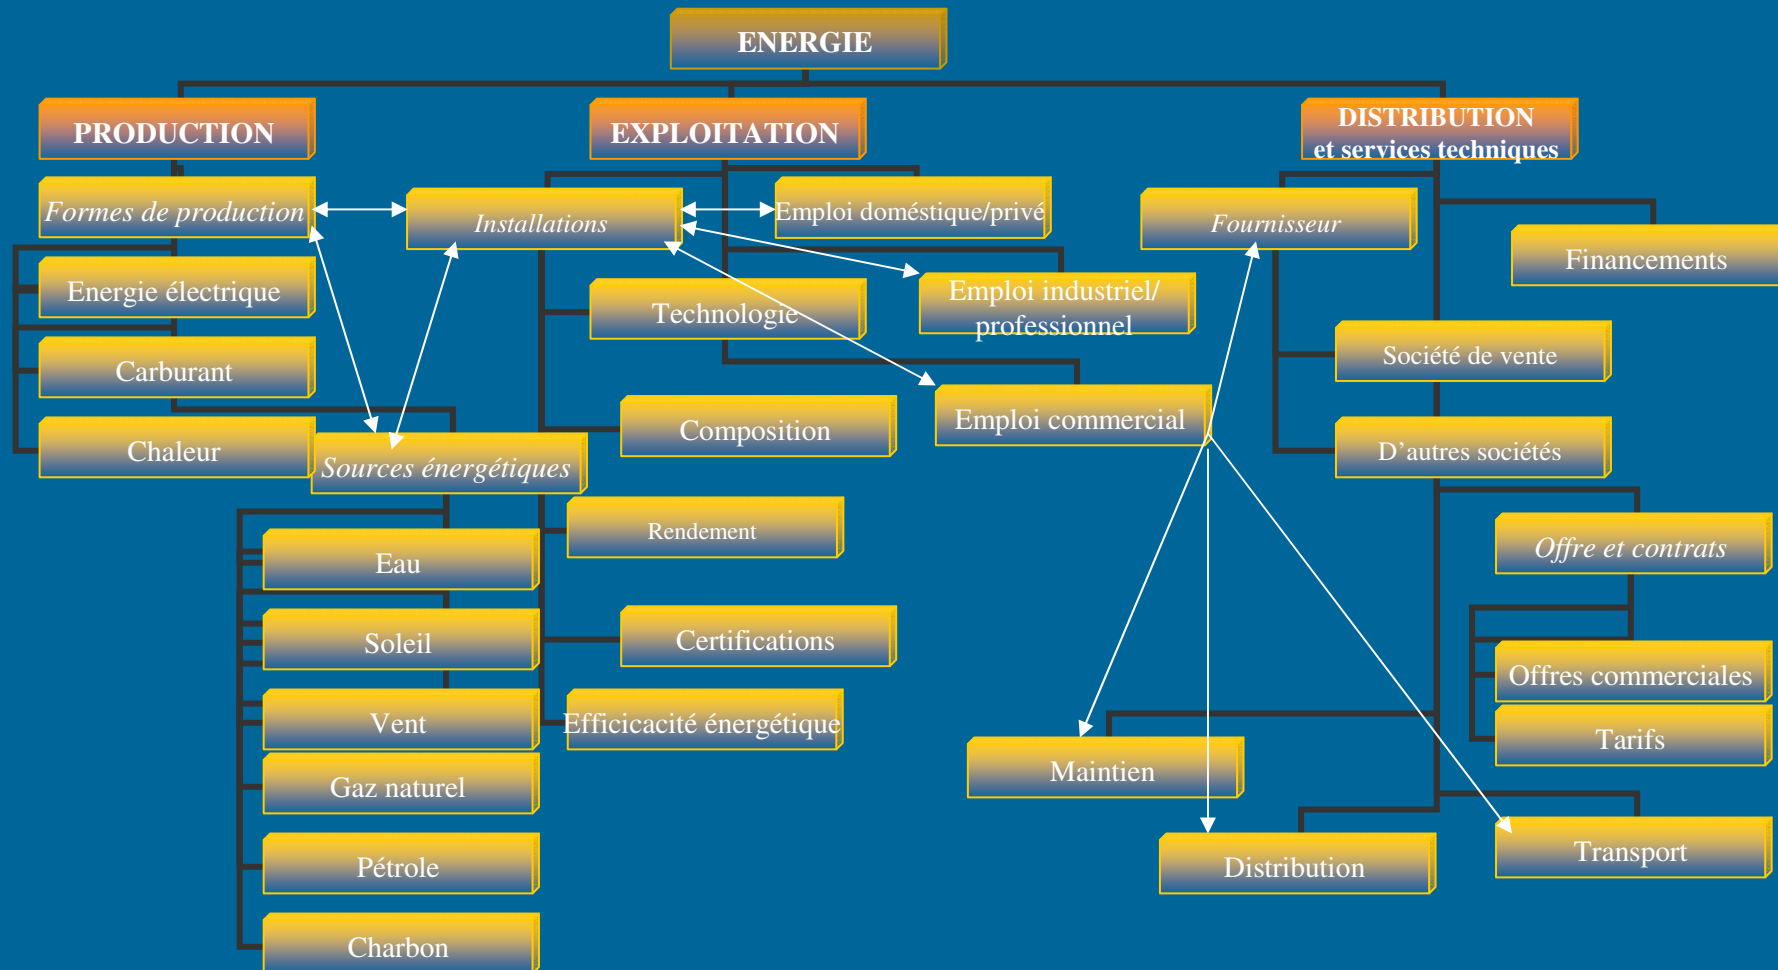 ENERGIE
PRODUCTION
EXPLOITATION
DISTRIBUTION
et services techniques
Formes de production
Installations
Emploi doméstique/privé
Fournisseur
Financements
Energie électrique
Technologie
Emploi industriel/
professionnel
Société de vente
Carburant
Composition
Emploi commercial
D'autres sociétés
Chaleur
Sources énergétiques
Rendement
Offre et contrats
Eau
Soleil
Certifications
Offres commerciales
Vent
Efficicacité énergétique
Tarifs
Gaz naturel
Maintien
Pétrole
Distribution
Transport
Charbon